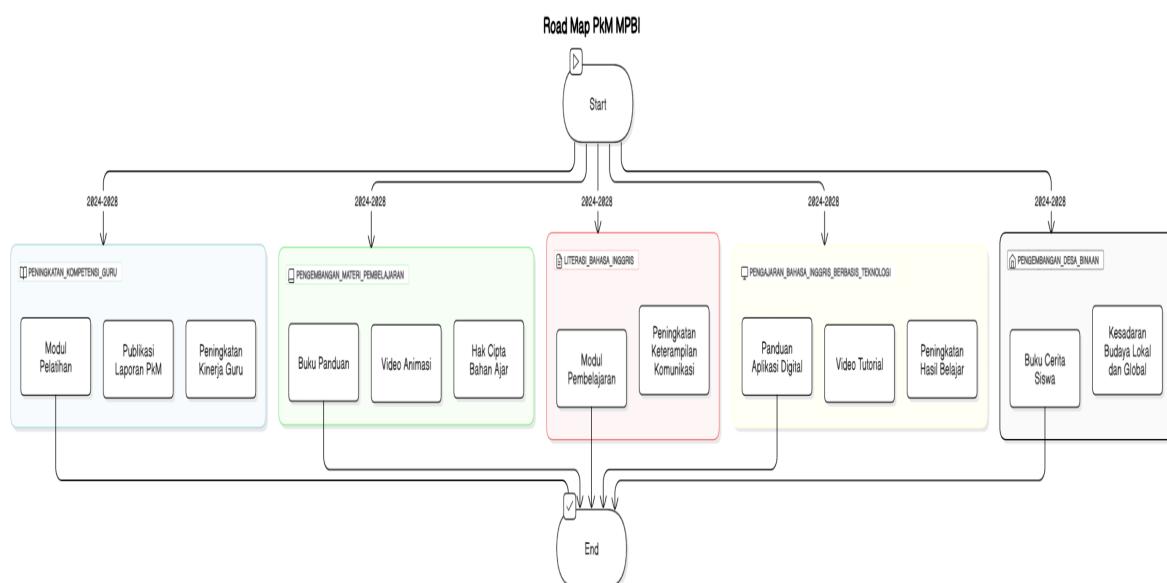 Road Map PkM MPBI
Start
2024-2028
2024-2028
2024-2028
2024-2028
2024-2028
PENINGKATAN_KOMPETENSI_GURU
Modul
Pelatihan
Publikasi
Laporan PkM
Peningkatan
Kinerja Guru
PENGEMBANGAN_MATERI_PEMBELAJARAN
Buku Panduan
Video Animasi
Hak Cipta
Bahan Ajar
LITERASI_BAHASA_INGGRIS
Modul
Pembelajaran
Peningkatan
Keterampilan
Komunikasi
PENGAJARAN_BAHASA_INGGRIS_BERBASIS_TEKNOLOGI
Panduan
Aplikasi Digital
Video Tutorial
Peningkatan
Hasil Belajar
PENGEMBANGAN_DESA_BINAAN
Buku Cerita
Siswa
Kesadaran
Budaya Lokal
dan Global
End